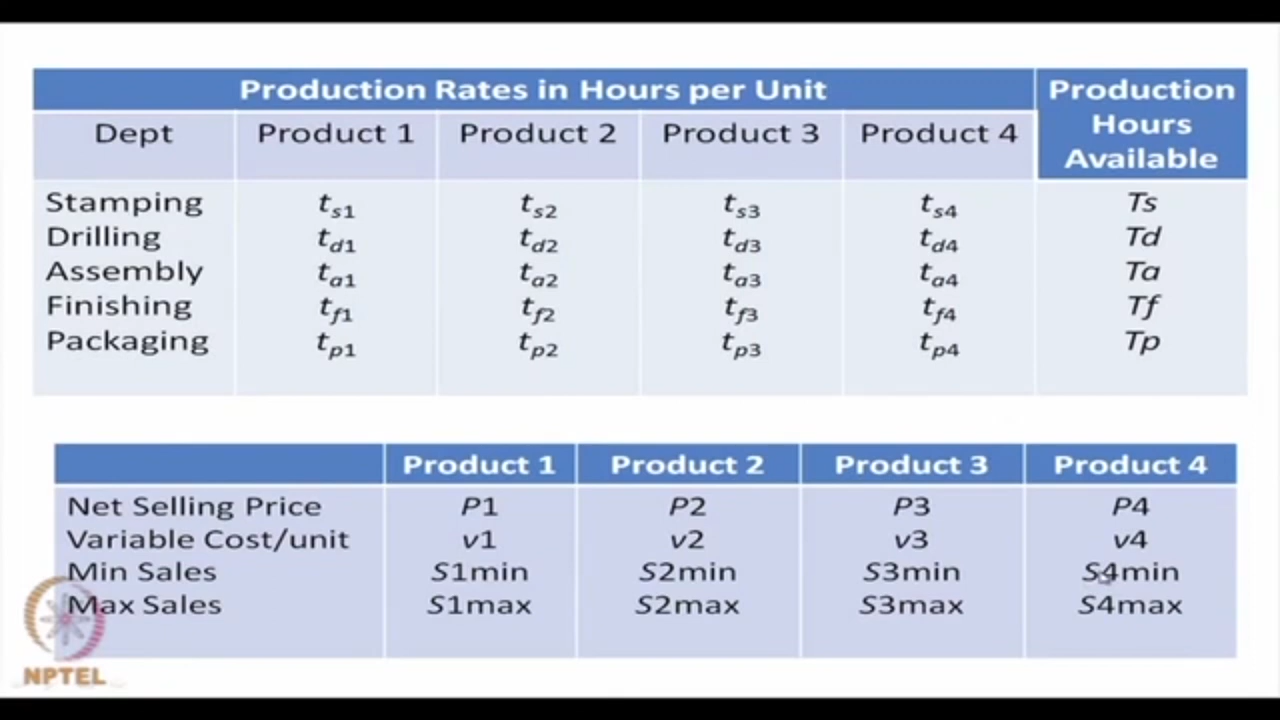 Production Rates in Hours per Unit Production Hours Available
Dept Product 1 Product 2 Product 3 Product 4
Stamping ts1 ts2 ts3 ts4 Ts
Drilling td1 td2 td3 td4 Td
Assembly ta1 ta2 ta3 ta4 Ta
Finishing tf1 tf2 tf3 tf4 Tf
Packaging tp1 tp2 tp3 tp4 Tp
Product 1 Product 2 Product 3 Product 4
Net Selling Price P1 P2 P3 P4
Variable Cost/unit v1 v2 v3 v4
Min Sales S1min S2min S3min S4min
Max Sales S1max S2max S3max S4max
NPTEL